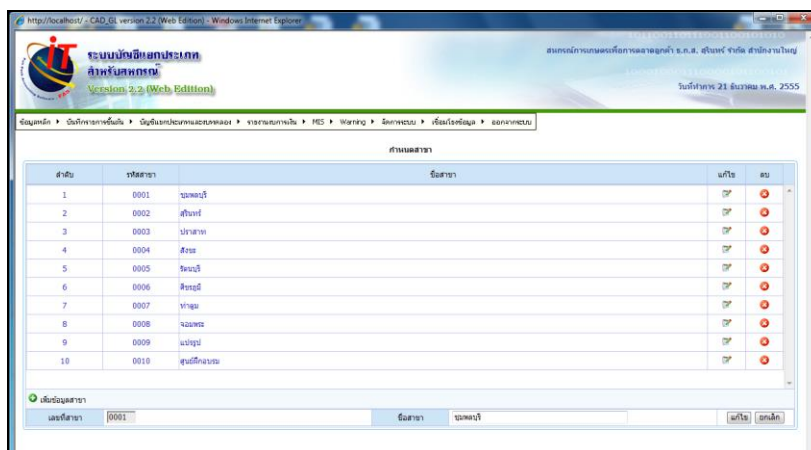 http://localhost/ - CAD_GL version 2.2 (Web Edition) - Windows Internet Explorer
ระบบบัญชีแยกประเภท
สำหรับสหกรณ์
Version 2.2 (Web Edition)
สหกรณ์การเกษตรเพื่อการตลาดลูกค้า ธ.ก.ส. สุรินทร์ จำกัด สำนักงานใหญ่
วันที่ทำการ 21 ธันวาคม พ.ศ. 2555
ข้อมูลหลัก บันทึกรายการขั้นต้น บัญชีแยกประเภทและงบทดลอง รายงานงบการเงิน MIS Warning จัดการระบบ เชื่อมโยงข้อมูล ออกจากระบบ
กำหนดสาขา
ลำดับ รหัสสาขา ชื่อสาขา แก้ไข ลบ
1 0001 ชุมพลบุรี
2 0002 สุรินทร์
3 0003 ปราสาท
4 0004 สังขะ
5 0005 รัตนบุรี
6 0006 ศีขรภูมิ
7 0007 ท่าตูม
8 0008 จอมพระ
9 0009 แปรรูป
10 0010 ศูนย์ฝึกอบรม
เพิ่มข้อมูลสาขา
เลขที่สาขา 0001 ชื่อสาขา ชุมพลบุรี แก้ไข ยกเลิก